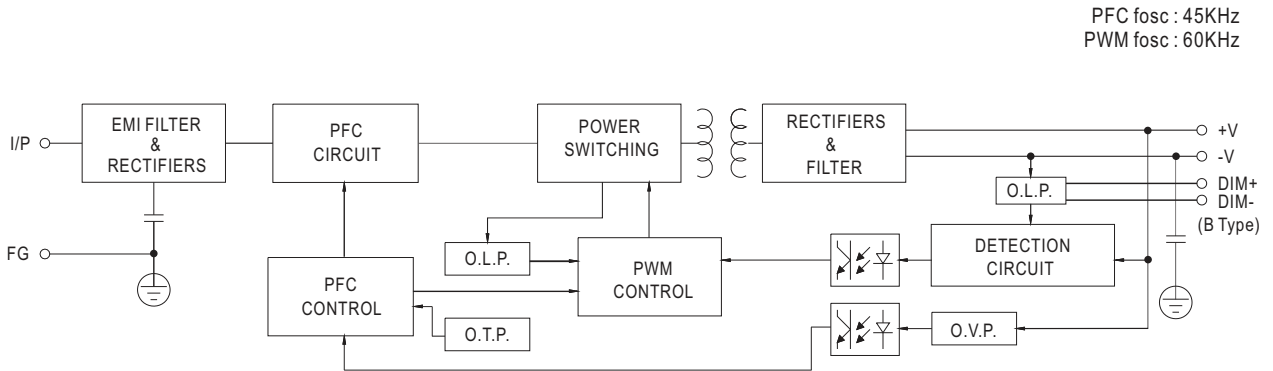 PFC fosc : 45KHz
PWM fosc : 60KHz
I/P
EMI FILTER
&
RECTIFIERS
PFC
CIRCUIT
POWER
SWITCHING
RECTIFIERS
&
FILTER
+V
-V
O.L.P.
DIM+
DIM-
(B Type)
FG
O.L.P.
PFC
CONTROL
PWM
CONTROL
DETECTION
CIRCUIT
O.T.P.
O.V.P.